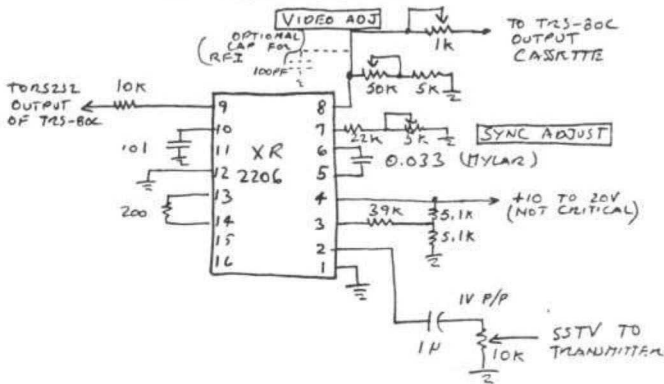 VIDEO ADJ
OPTIONAL
CAP FOR
RFI
100PF
1K
TO TRS-80C
OUTPUT
CASSETTE
50K
5K
TO RS232
OUTPUT
OF TRS-80C
10K
9
10
11
12
13
14
15
16
XR
2206
8
7
6
5
4
3
2
1
.01
200
22K
5K
SYNC ADJUST
0.033 (MYLAR)
+10 TO 20V
(NOT CRITICAL)
39K
5.1K
5.1K
1V P/P
1µ
10K
SSTV TO
TRANSMITTER